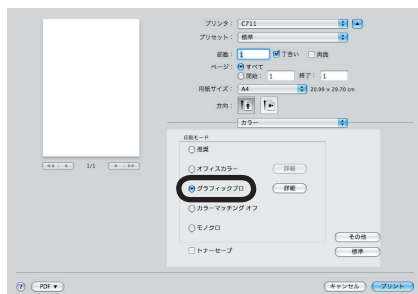 プリンタ： C711
プリセット： 標準
部数： 1 丁合い 両面
ページ： すべて
開始： 1 終了： 1
用紙サイズ： A4 20.99 x 29.70 cm
方向：
カラー
印刷モード
推奨
オフィスカラー 詳細
グラフィックプロ 詳細
カラーマッチング オフ
モノクロ
トナーセーブ
その他
標準
1/1
? PDF ▼ キャンセル プリント